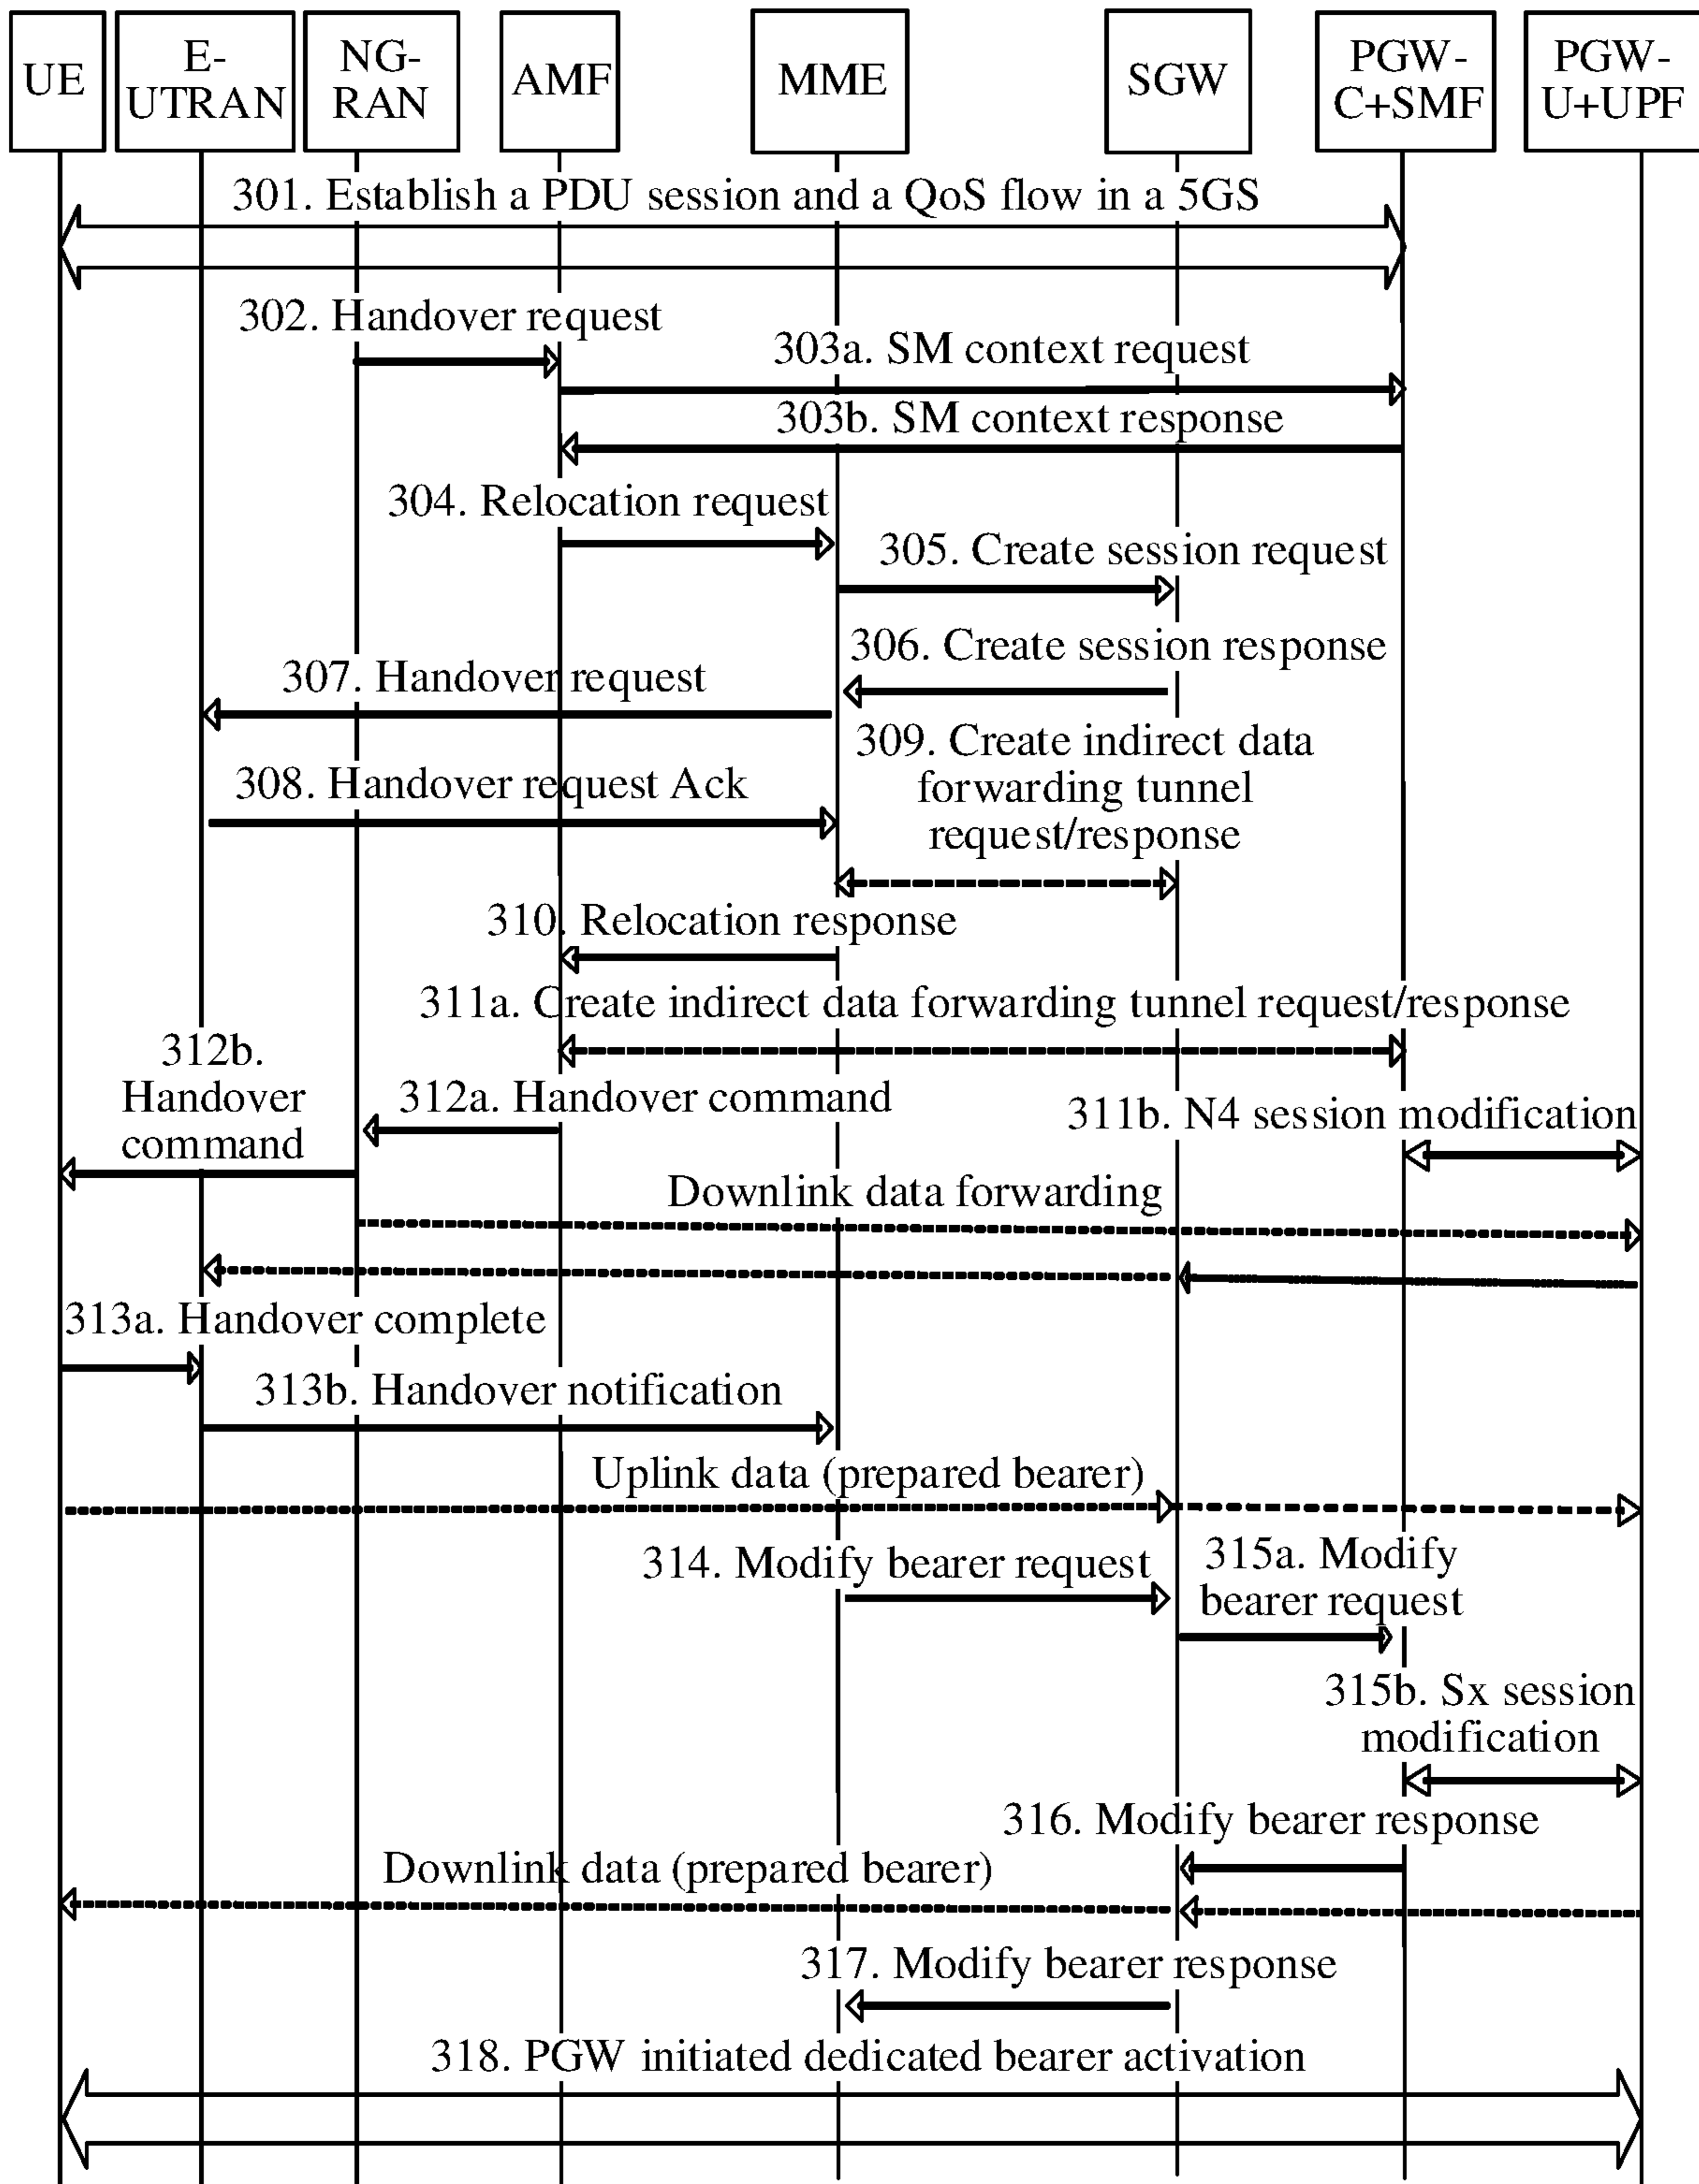 UE
E-
UTRAN
NG-
RAN
AMF
MME
SGW
PGW-
C+SMF
PGW-
U+UPF
301. Establish a PDU session and a QoS flow in a 5GS
302. Handover request
303a. SM context request
303b. SM context response
304. Relocation request
305. Create session request
306. Create session response
307. Handover request
309. Create indirect data
forwarding tunnel
request/response
308. Handover request Ack
310. Relocation response
311a. Create indirect data forwarding tunnel request/response
312b.
Handover
command
312a. Handover command
311b. N4 session modification
Downlink data forwarding
313a. Handover complete
313b. Handover notification
Uplink data (prepared bearer)
314. Modify bearer request
315a. Modify
bearer request
315b. Sx session
modification
316. Modify bearer response
Downlink data (prepared bearer)
317. Modify bearer response
318. PGW initiated dedicated bearer activation